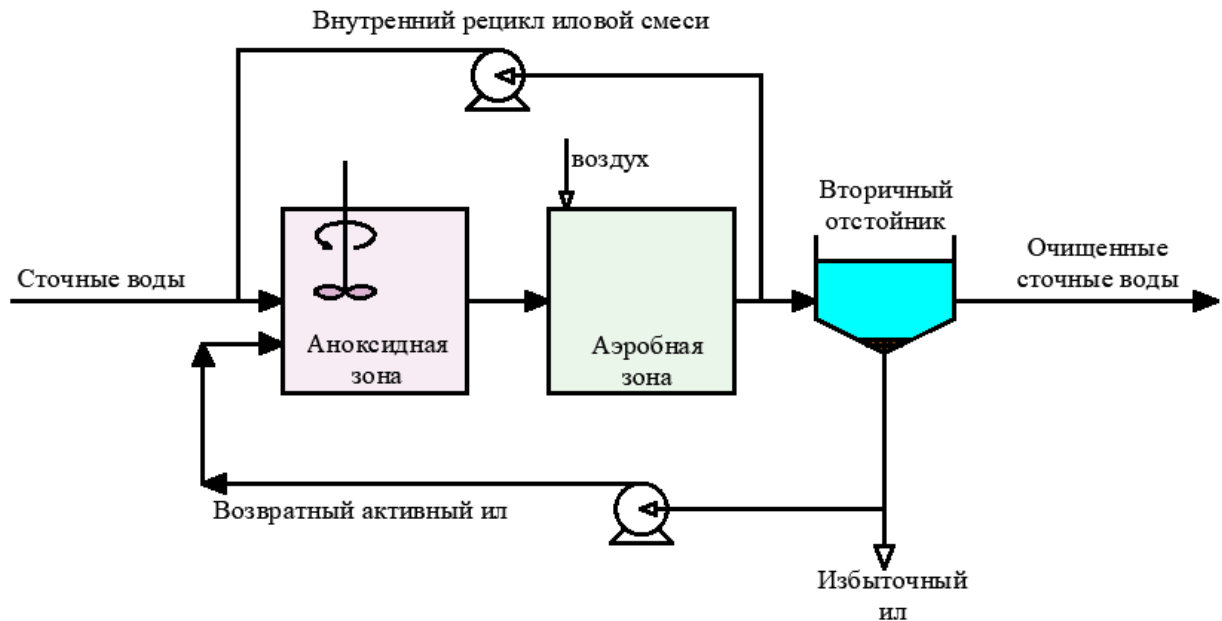 Внутренний рецикл иловой смеси
воздух
Вторичный
отстойник
Сточные воды
Очищенные
сточные воды
Аноксидная
зона
Аэробная
зона
Возвратный активный ил
Избыточный
ил